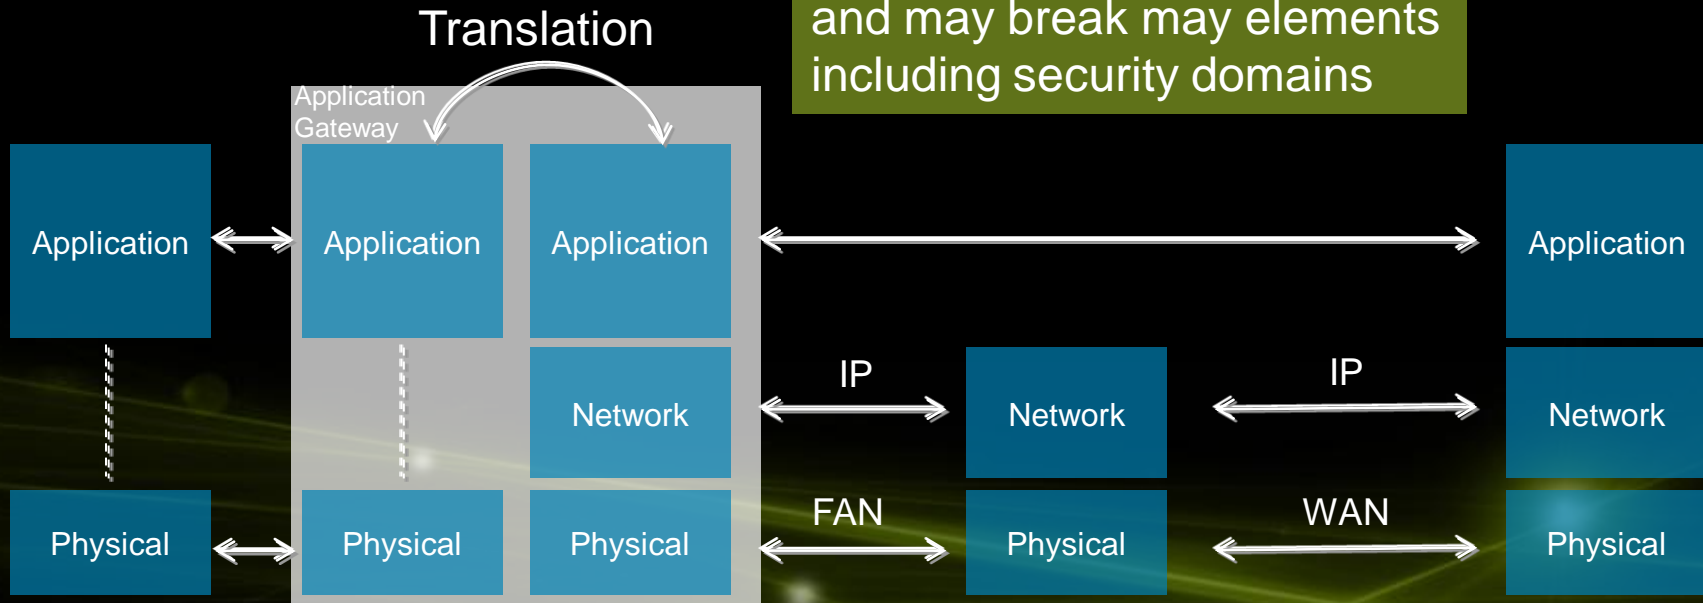 Translation
and may break may elements
including security domains
Application
Gateway
Application
Application
Application
Application
IP
IP
Network
Network
Network
FAN
WAN
Physical
Physical
Physical
Physical
Physical